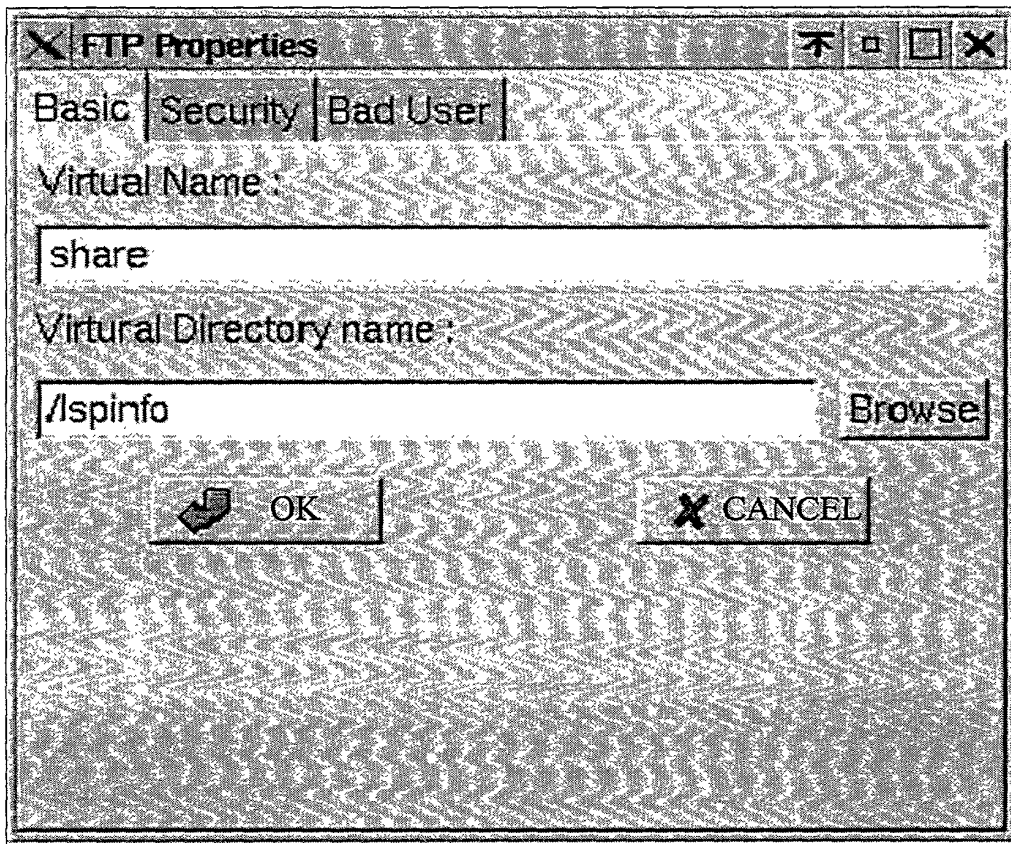 FTP Properties
Basic Security Bad User
Virtual Name :
share
Virtural Directory name :
/lspinfo Browse
OK CANCEL